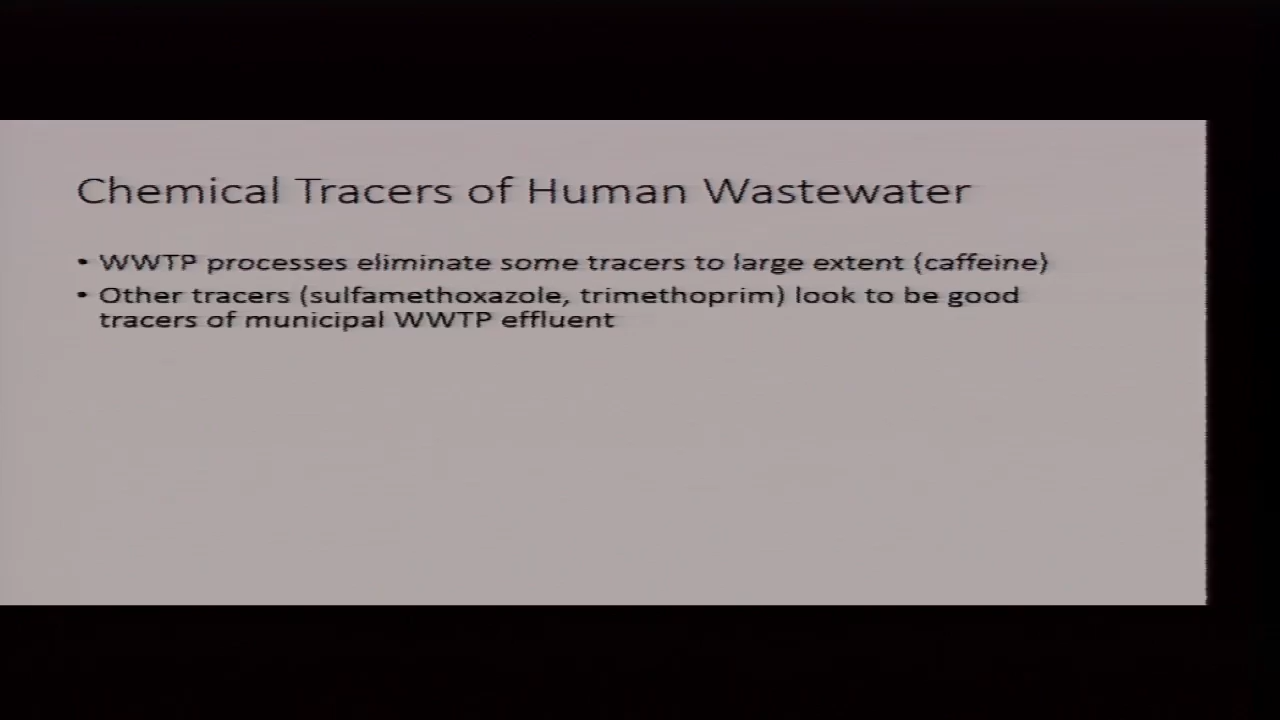 Chemical Tracers of Human Wastewater
• WWTP processes eliminate some tracers to large extent (caffeine)
• Other tracers (sulfamethoxazole, trimethoprim) look to be good
tracers of municipal WWTP effluent